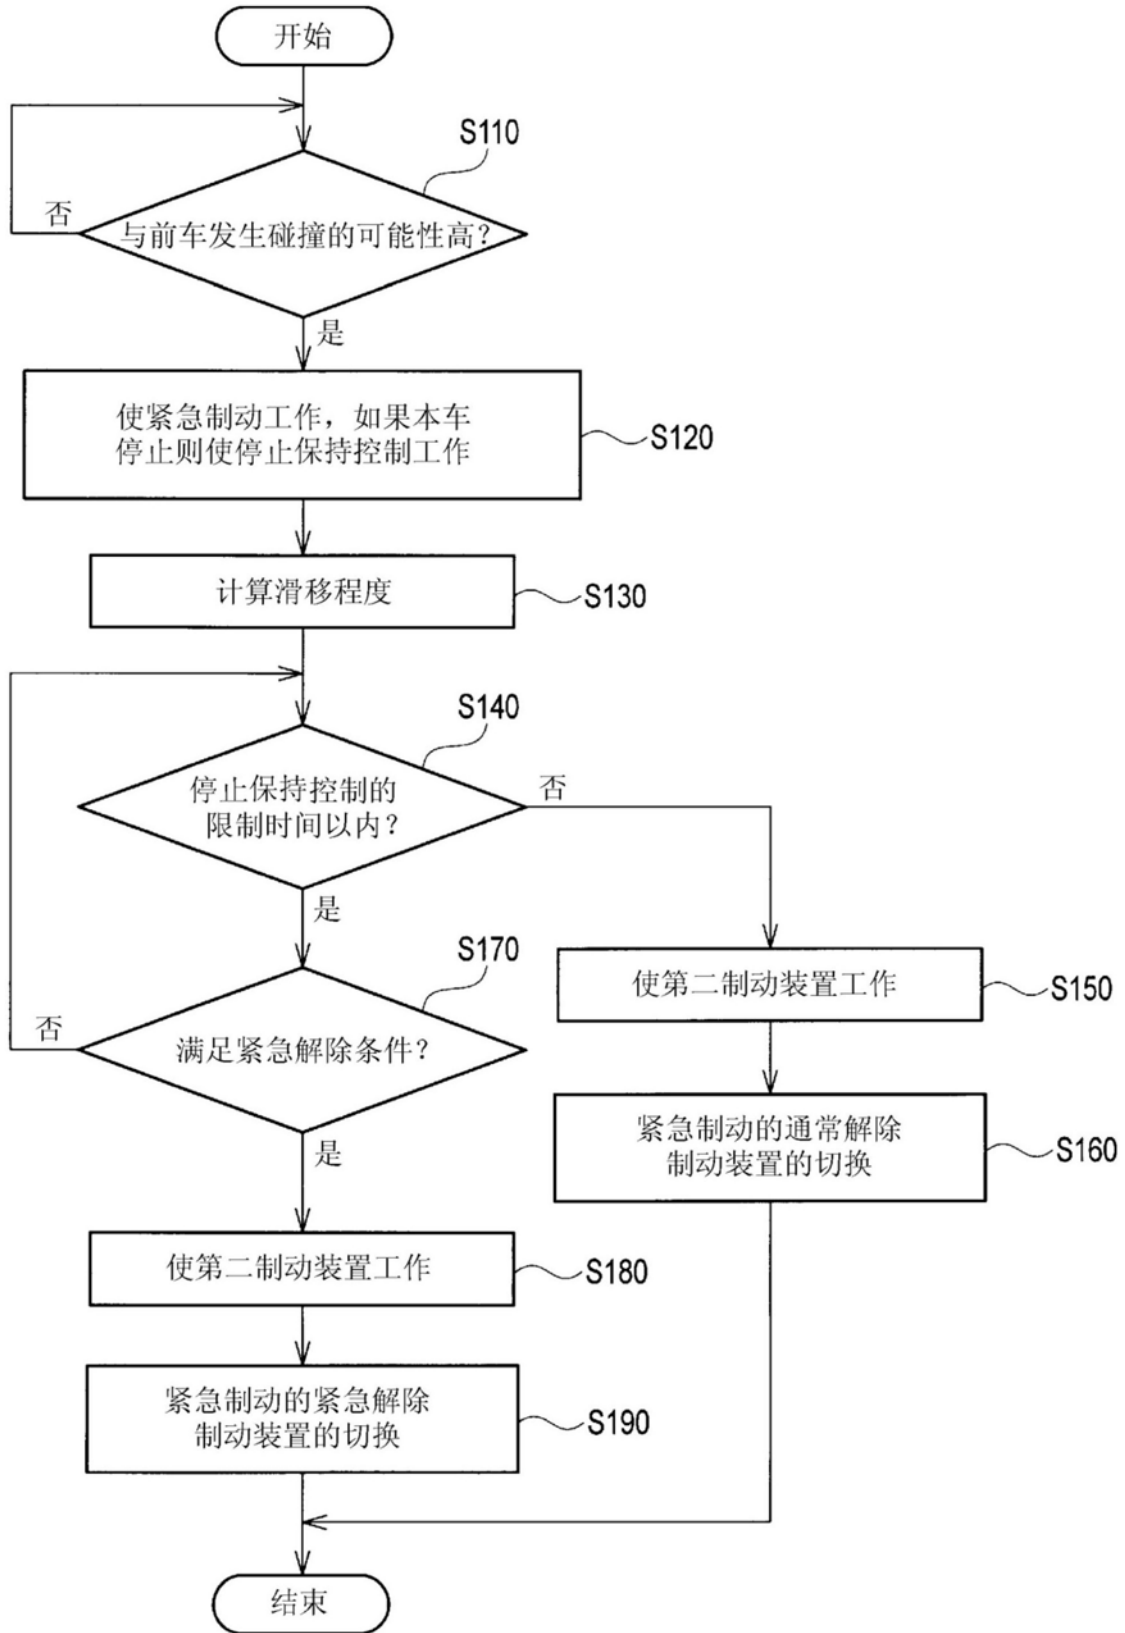 开始
S110
否
与前车发生碰撞的可能性高？
是
使紧急制动工作，如果本车
停止则使停止保持控制工作
S120
计算滑移程度
S130
S140
停止保持控制的
限制时间以内？
否
是
S170
使第二制动装置工作
S150
否
满足紧急解除条件？
紧急制动的通常解除
制动装置的切换
S160
是
使第二制动装置工作
S180
紧急制动的紧急解除
制动装置的切换
S190
结束